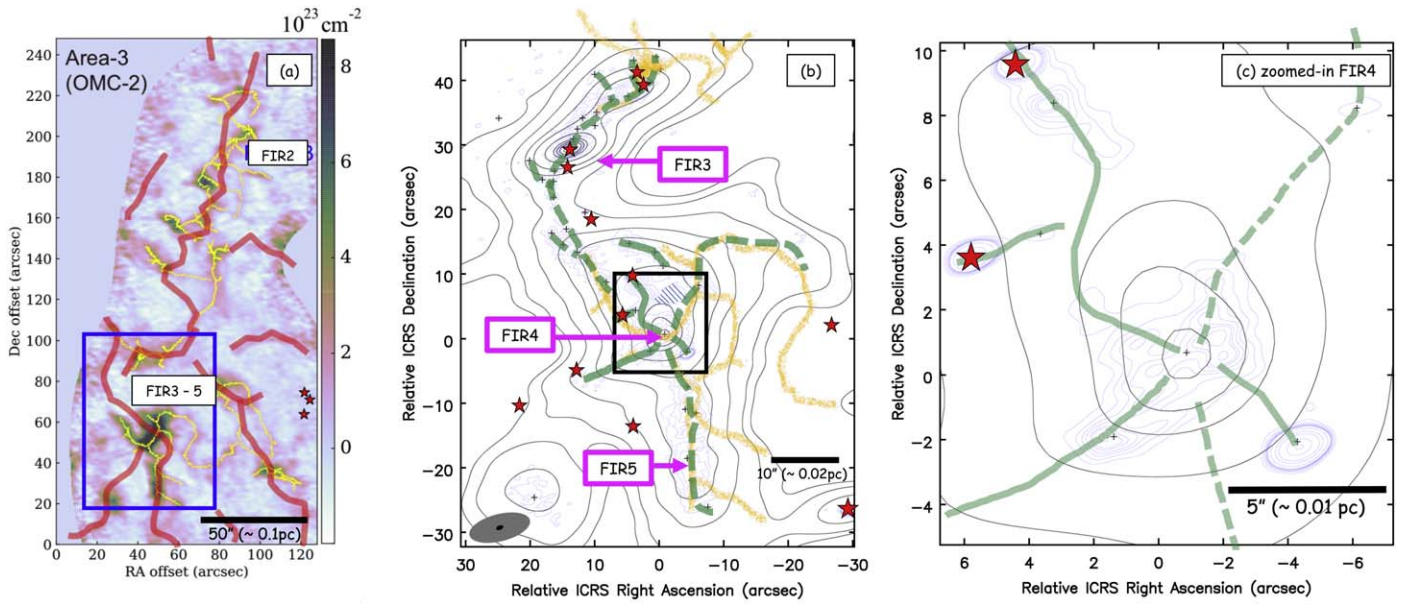 10²³ cm⁻²
Area-3
(OMC-2)
(a)
FIR2
FIR3 - 5
50" (~ 0.1pc)
Dec offset (arcsec)
240
220
200
180
160
140
120
100
80
60
40
20
0
0 20 40 60 80 100 120
RA offset (arcsec)
8
6
4
2
0
(b)
FIR3
FIR4
FIR5
10" (~ 0.02pc)
Relative ICRS Declination (arcsec)
40
30
20
10
0
−10
−20
−30
30 20 10 0 −10 −20 −30
Relative ICRS Right Ascension (arcsec)
(c) zoomed-in FIR4
5" (~ 0.01 pc)
Relative ICRS Declination (arcsec)
10
8
6
4
2
0
−2
−4
6 4 2 0 −2 −4 −6
Relative ICRS Right Ascension (arcsec)